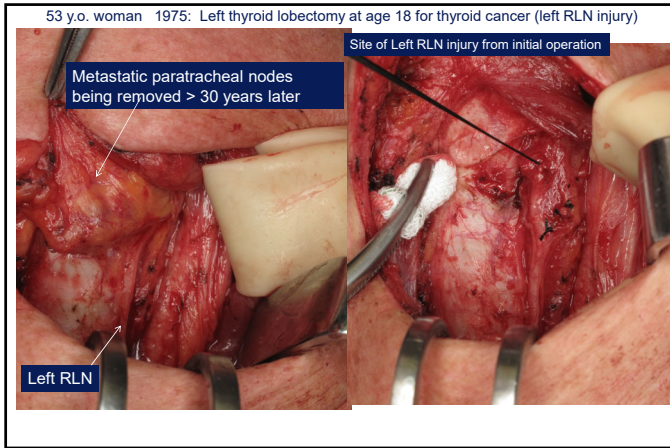 53 y.o. woman 1975: Left thyroid lobectomy at age 18 for thyroid cancer (left RLN injury)
Site of Left RLN injury from initial operation
Metastatic paratracheal nodes
being removed > 30 years later
Left RLN